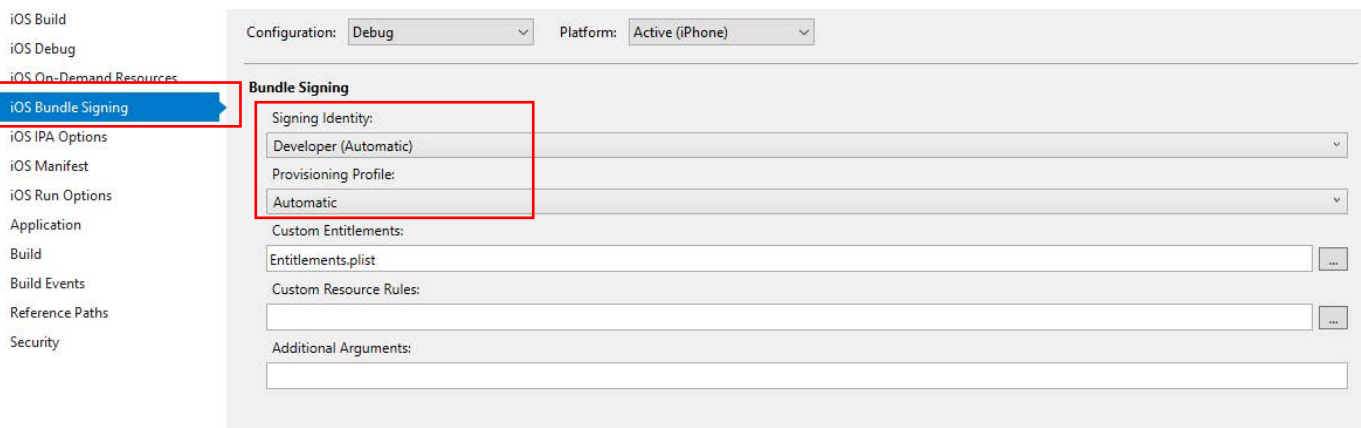 iOS Build
iOS Debug
iOS On-Demand Resources
iOS Bundle Signing
iOS IPA Options
iOS Manifest
iOS Run Options
Application
Build
Build Events
Reference Paths
Security
Configuration: Debug Platform: Active (iPhone)
Bundle Signing
Signing Identity:
Developer (Automatic)
Provisioning Profile:
Automatic
Custom Entitlements:
Entitlements.plist
...
Custom Resource Rules:
...
Additional Arguments: